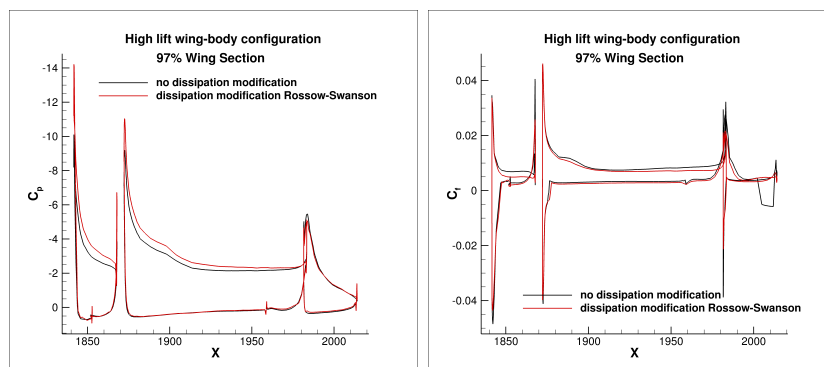 High lift wing-body configuration
97% Wing Section
no dissipation modification
dissipation modification Rossow-Swanson
-14
-12
-10
-8
-6
-4
-2
0
Cp
1850
1900
1950
2000
X
High lift wing-body configuration
97% Wing Section
0.04
0.02
0
-0.02
-0.04
Cf
no dissipation modification
dissipation modification Rossow-Swanson
1850
1900
1950
2000
X